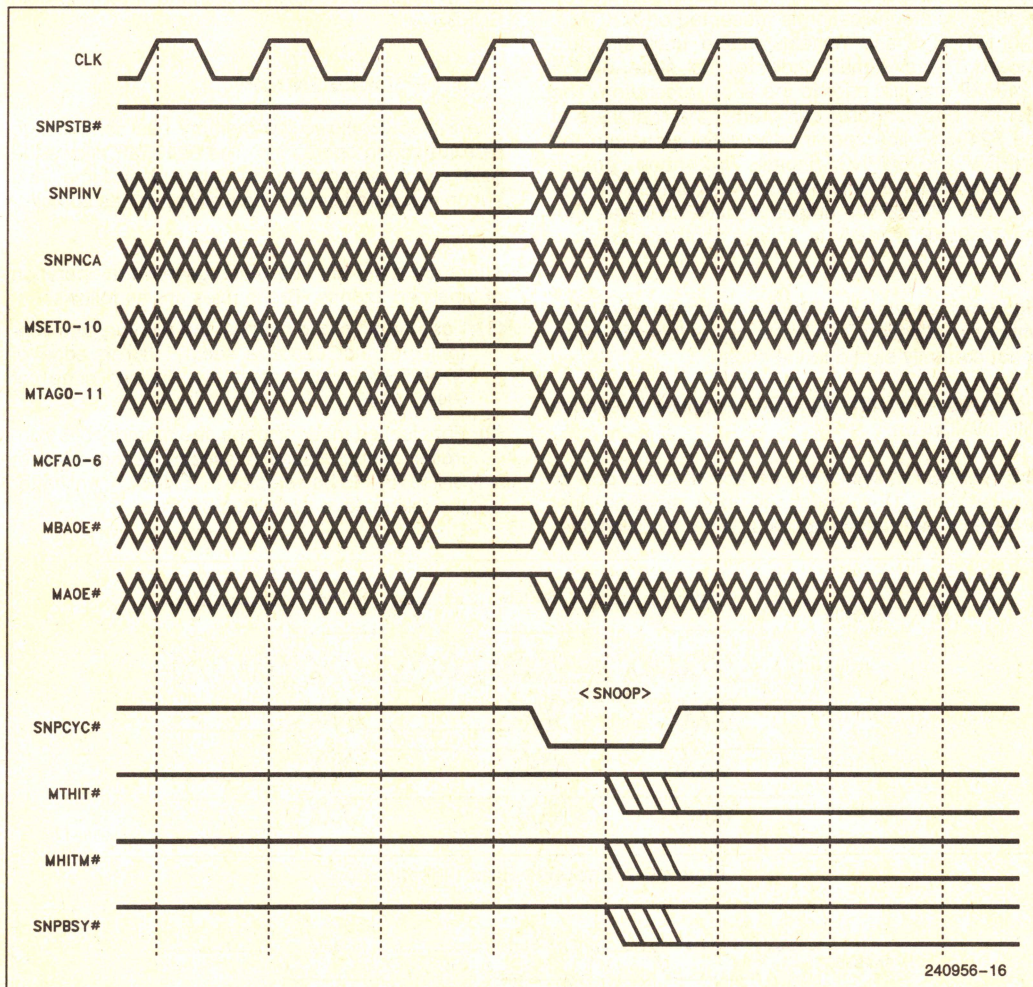 CLK
SNPSTB#
SNPINV
SNPNCA
MSET0-10
MTAG0-11
MCFA0-6
MBAOE#
MAOE#
<SNOOP>
SNPCYC#
MTHIT#
MHITM#
SNPBSY#
240956-16